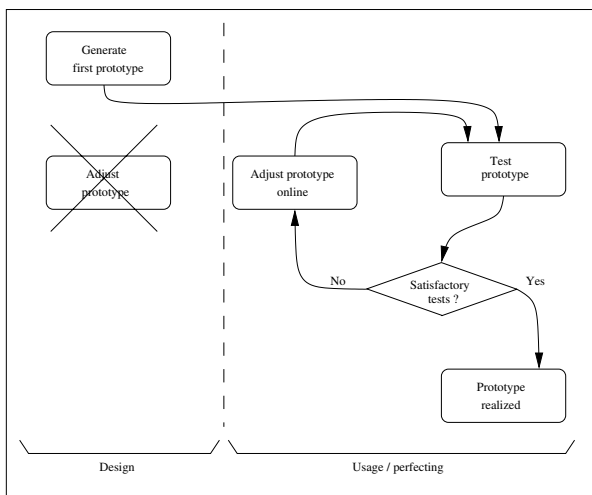 Generate
first prototype
Adjust
prototype
Adjust prototype
online
Test
prototype
No
Satisfactory
tests ?
Yes
Prototype
realized
Design
Usage / perfecting